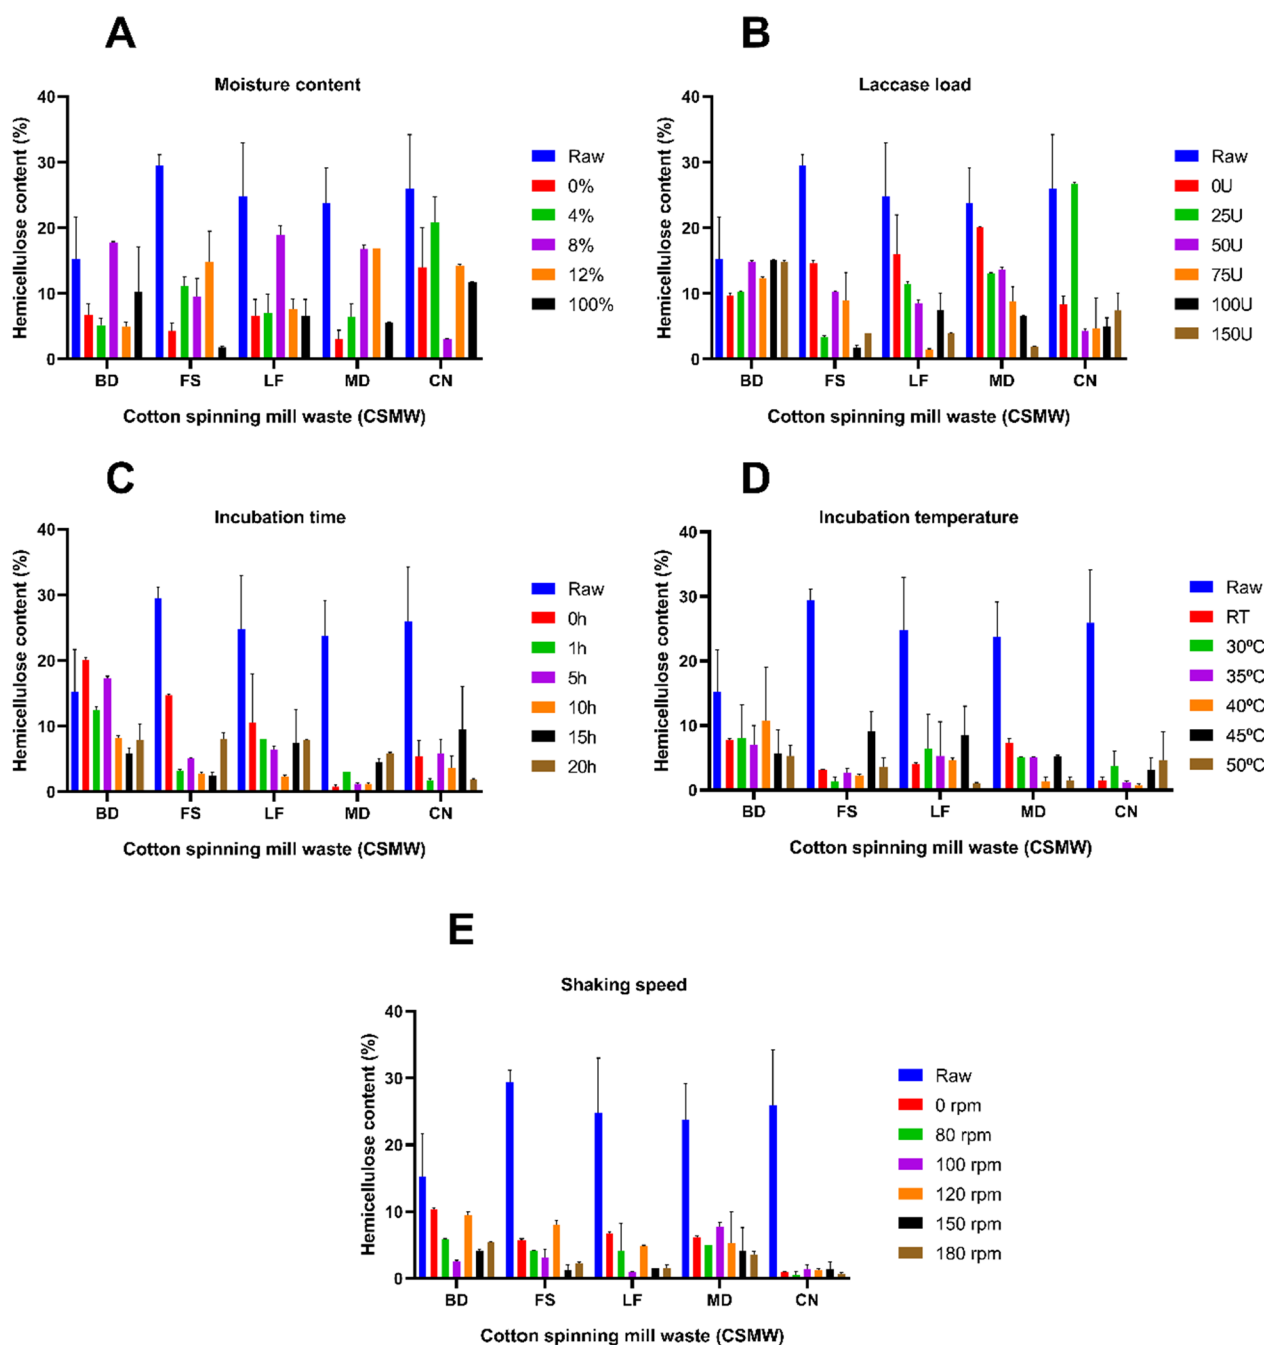 A
Moisture content
Hemicellulose content (%)
40
30
20
10
0
BD FS LF MD CN
Cotton spinning mill waste (CSMW)
Raw
0%
4%
8%
12%
100%
B
Laccase load
Hemicellulose content (%)
40
30
20
10
0
BD FS LF MD CN
Cotton spinning mill waste (CSMW)
Raw
0U
25U
50U
75U
100U
150U
C
Incubation time
Hemicellulose content (%)
40
30
20
10
0
BD FS LF MD CN
Cotton spinning mill waste (CSMW)
Raw
0h
1h
5h
10h
15h
20h
D
Incubation temperature
Hemicellulose content (%)
40
30
20
10
0
BD FS LF MD CN
Cotton spinning mill waste (CSMW)
Raw
RT
30ºC
35ºC
40ºC
45ºC
50ºC
E
Shaking speed
Hemicellulose content (%)
40
30
20
10
0
BD FS LF MD CN
Cotton spinning mill waste (CSMW)
Raw
0 rpm
80 rpm
100 rpm
120 rpm
150 rpm
180 rpm